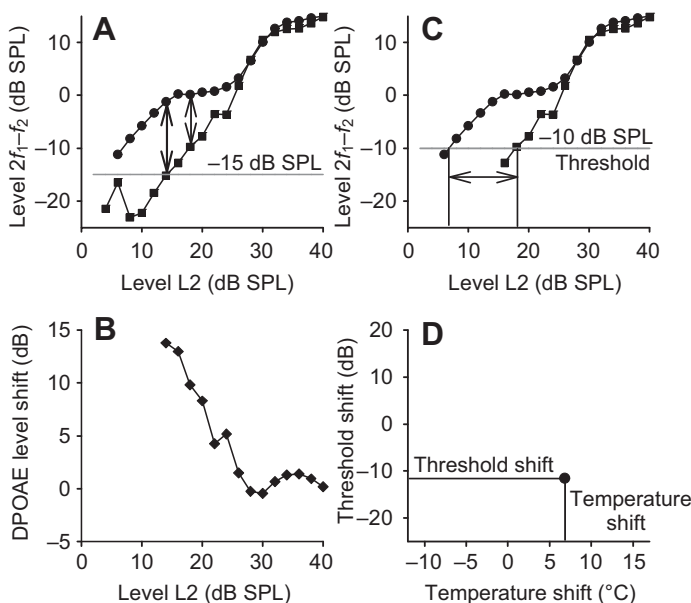 A
Level 2f1–f2
(dB SPL)
10
0
–10
–20
–15 dB SPL
0
10
20
30
40
Level L2 (dB SPL)
C
Level 2f1–f2
(dB SPL)
10
0
–10
–20
–10 dB SPL
Threshold
0
10
20
30
40
Level L2 (dB SPL)
B
DPOAE level shift (dB)
15
10
5
0
–5
0
10
20
30
40
Level L2 (dB SPL)
D
Threshold shift (dB)
20
10
0
–10
–20
Threshold shift
Temperature
shift
–10
–5
0
5
10
15
Temperature shift (°C)